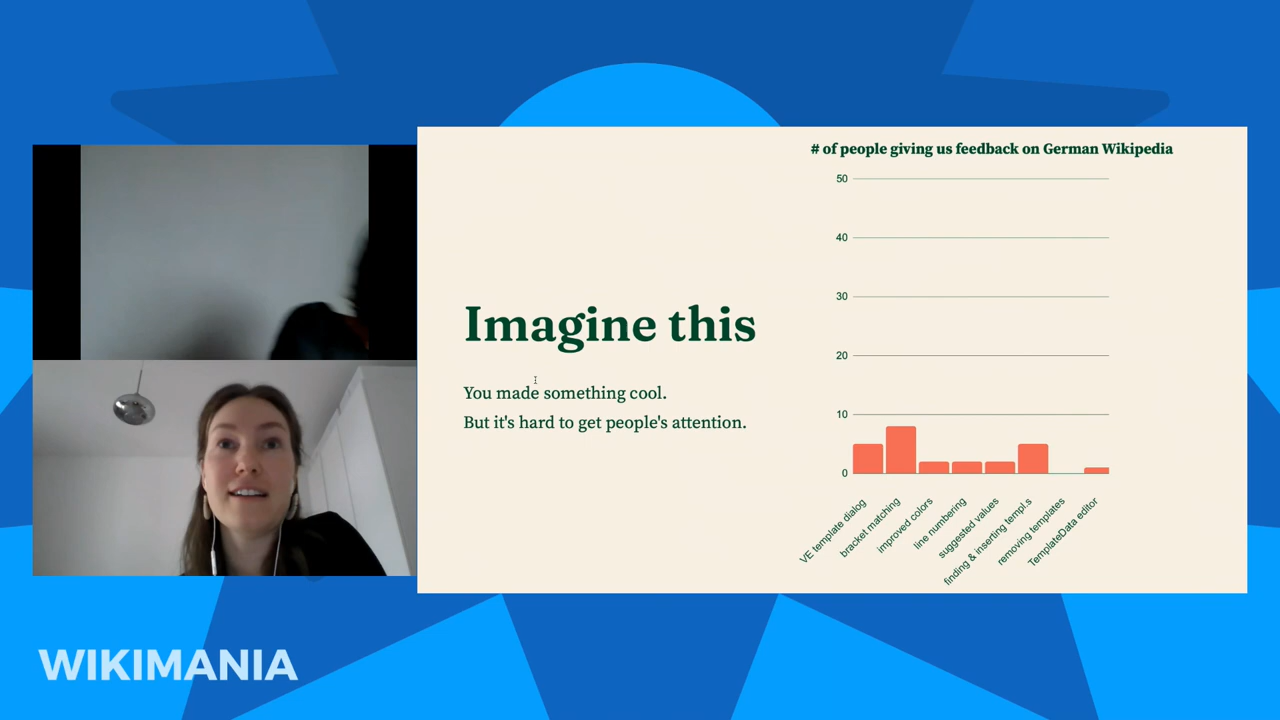 # of people giving us feedback on German Wikipedia
50
40
30
20
10
0
VE template dialog
bracket matching
improved colors
line numbering
suggested values
finding & inserting templ.s
removing templates
TemplateData editor
Imagine this
You made something cool.
But it's hard to get people's attention.
WIKIMANIA